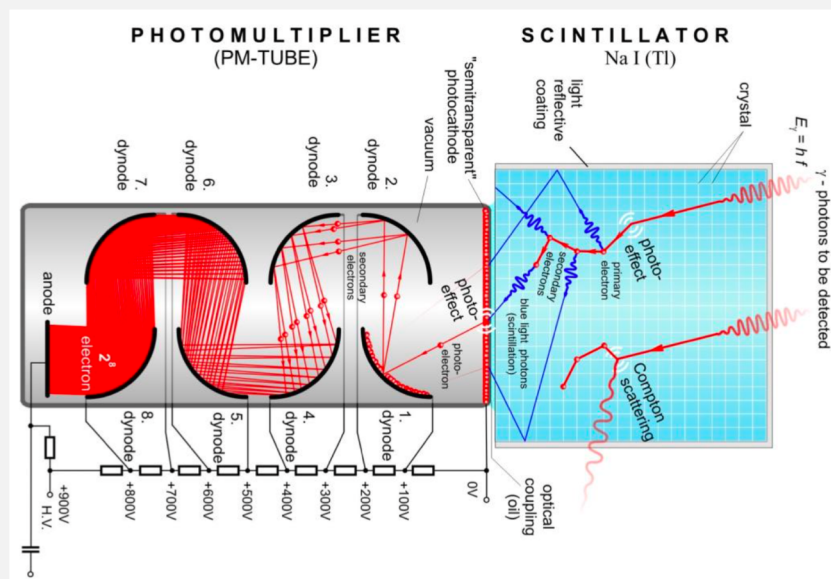 PHOTOMULTIPLIER
(PM-TUBE)
SCINTILLATOR
Na I (Tl)
"semitransparent"
photocathode
vacuum
light
reflective
coating
crystal
E_γ = h f
γ - photons to be detected
7.
dynode
6.
dynode
3.
dynode
2.
dynode
secondary
electrons
photo-
effect
photo-
electron
photo-
effect
primary
electron
secondary
electrons
blue light photons
(scintillation)
Compton
scattering
anode
2⁸
electron
8.
dynode
5.
dynode
4.
dynode
1.
dynode
optical
coupling
(oil)
+900V
H.V.
+800V
+700V
+600V
+500V
+400V
+300V
+200V
+100V
0V